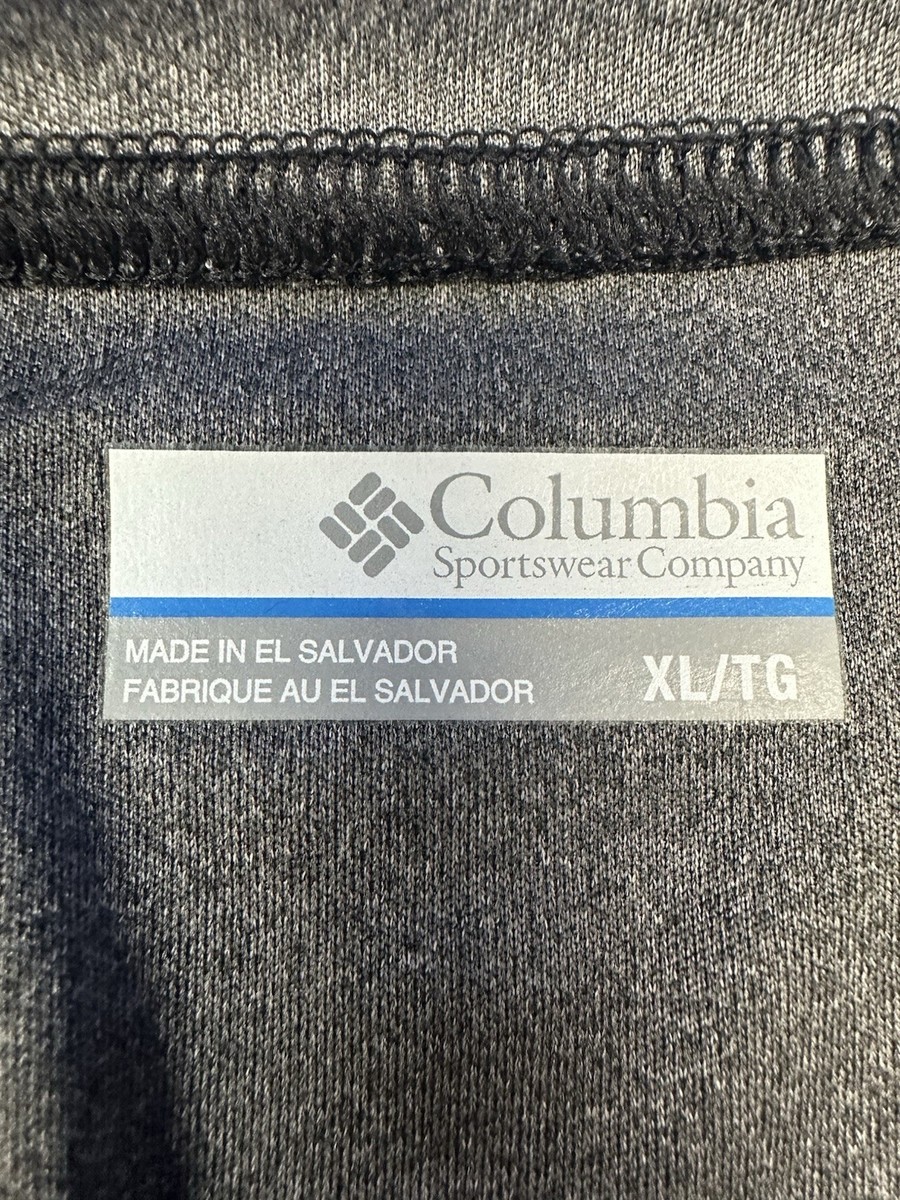 Columbia
Sportswear Company
MADE IN EL SALVADOR
FABRIQUE AU EL SALVADOR
XL/TG